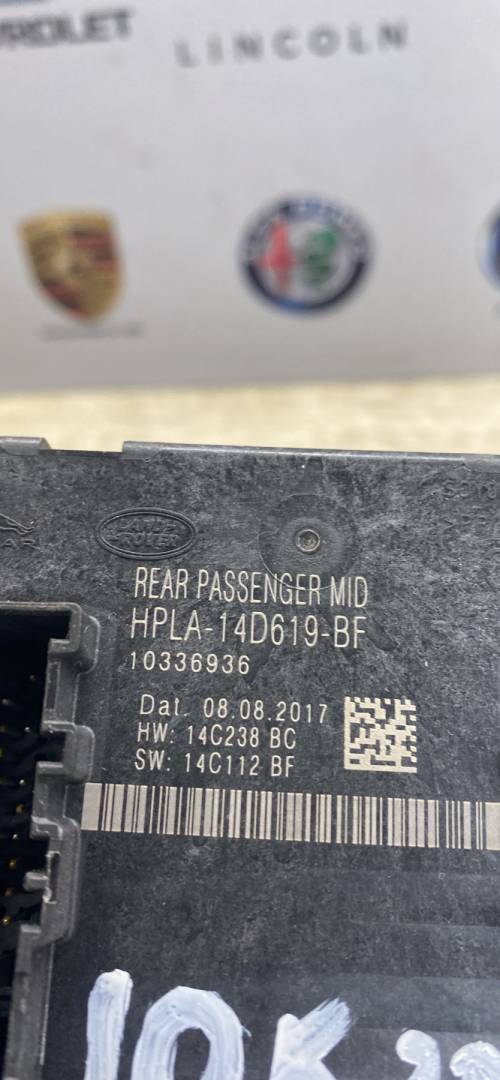 LINCOLN
LAND
ROVER
REAR PASSENGER MID
HPLA-14D619-BF
10336936
Dat. 08.08.2017
HW: 14C238 BC
SW: 14C112 BF